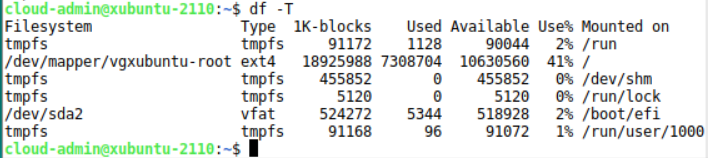 cloud-admin@xubuntu-2110:~$ df -T
Filesystem                 Type  1K-blocks    Used Available Use% Mounted on
tmpfs                      tmpfs     91172    1128     90044   2% /run
/dev/mapper/vgxubuntu-root ext4   18925988 7308704  10630560  41% /
tmpfs                      tmpfs    455852       0    455852   0% /dev/shm
tmpfs                      tmpfs      5120       0      5120   0% /run/lock
/dev/sda2                  vfat     524272    5344    518928   2% /boot/efi
tmpfs                      tmpfs     91168      96     91072   1% /run/user/1000
cloud-admin@xubuntu-2110:~$